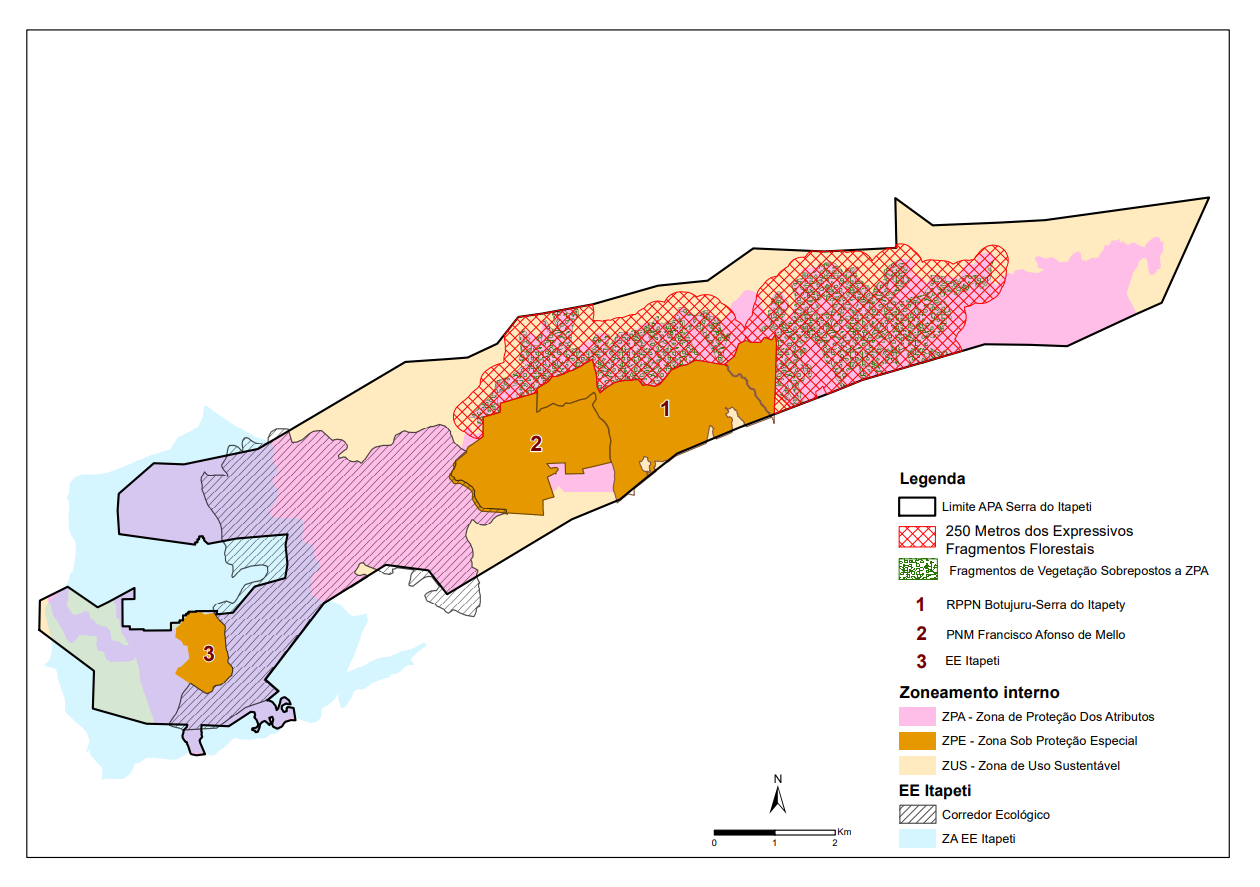 1
2
3
Legenda
Limite APA Serra do Itapeti
250 Metros dos Expressivos
Fragmentos Florestais
Fragmentos de Vegetação Sobrepostos a ZPA
1 RPPN Botujuru-Serra do Itapety
2 PNM Francisco Afonso de Mello
3 EE Itapeti
Zoneamento interno
ZPA - Zona de Proteção Dos Atributos
ZPE - Zona Sob Proteção Especial
ZUS - Zona de Uso Sustentável
EE Itapeti
Corredor Ecológico
ZA EE Itapeti
N
Km
0 1 2